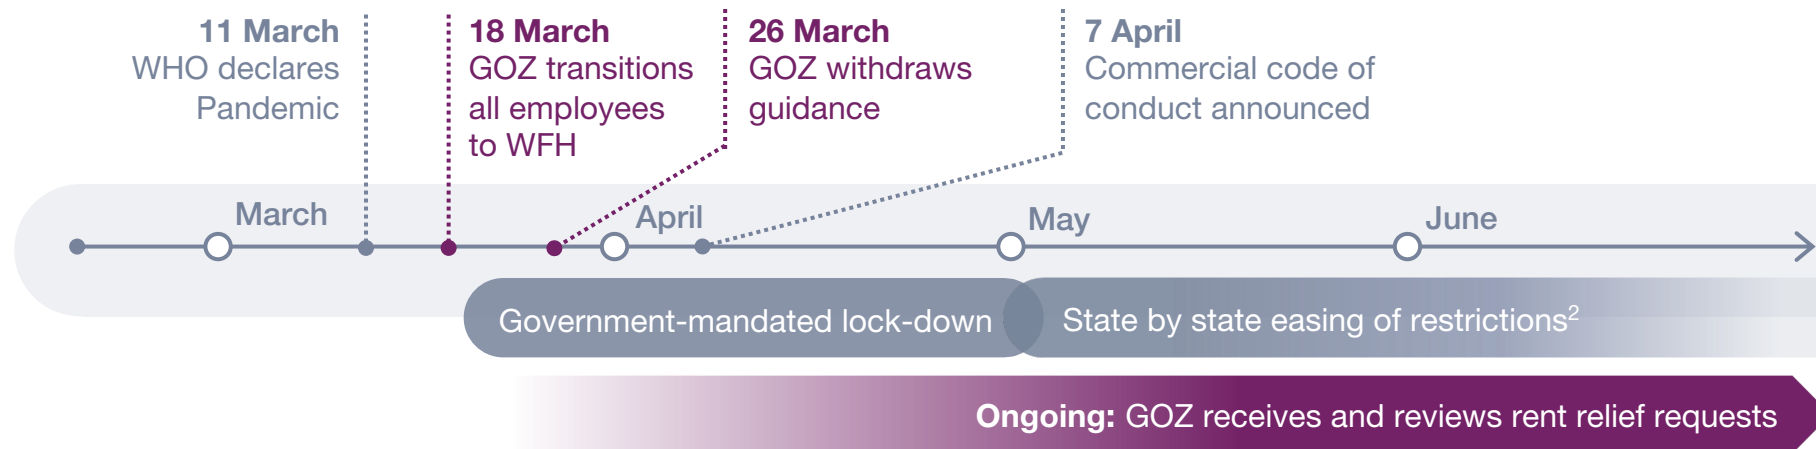 11 March
WHO declares
Pandemic
18 March
GOZ transitions
all employees
to WFH
26 March
GOZ withdraws
guidance
7 April
Commercial code of
conduct announced
March
April
May
June
Government-mandated lock-down
State by state easing of restrictions²
Ongoing: GOZ receives and reviews rent relief requests